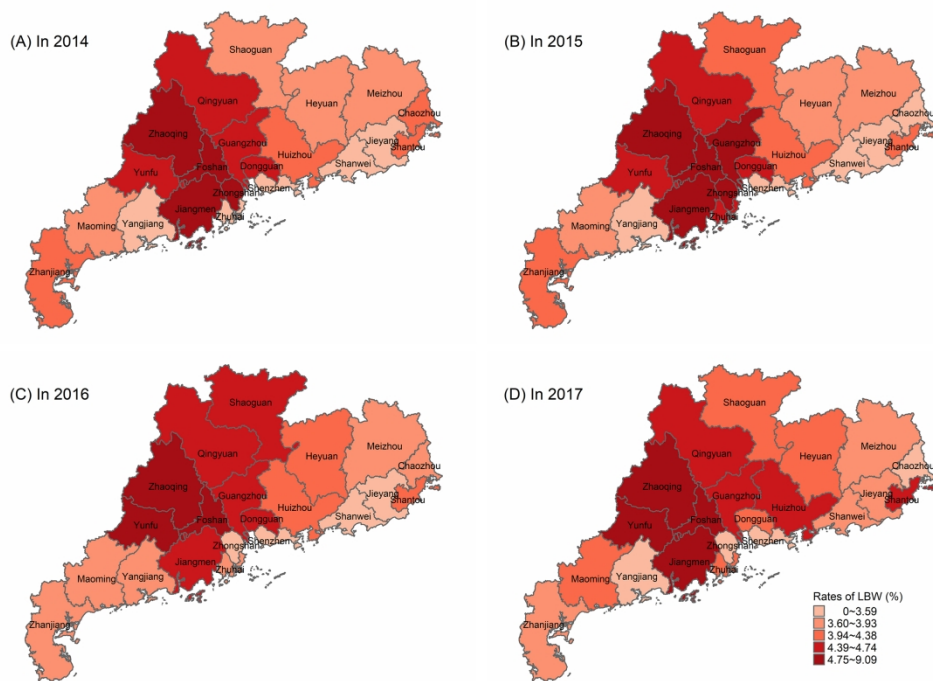 (A) In 2014
Shaoguan
Qingyuan
Heyuan
Meizhou
Chaozhou
Zhaoqing
Guangzhou
Jieyang
Shantou
Huizhou
Foshan
Dongguan
Shanwei
Yunfu
Zhongshan
Shenzhen
Jiangmen
Zhuhai
Maoming
Yangjiang
Zhanjiang
(B) In 2015
Shaoguan
Qingyuan
Heyuan
Meizhou
Chaozhou
Zhaoqing
Guangzhou
Jieyang
Shantou
Huizhou
Foshan
Dongguan
Shanwei
Yunfu
Zhongshan
Shenzhen
Jiangmen
Zhuhai
Maoming
Yangjiang
Zhanjiang
(C) In 2016
Shaoguan
Qingyuan
Heyuan
Meizhou
Chaozhou
Zhaoqing
Guangzhou
Jieyang
Shantou
Huizhou
Foshan
Dongguan
Shanwei
Yunfu
Zhongshan
Shenzhen
Jiangmen
Zhuhai
Maoming
Yangjiang
Zhanjiang
(D) In 2017
Shaoguan
Qingyuan
Heyuan
Meizhou
Chaozhou
Zhaoqing
Guangzhou
Jieyang
Shantou
Huizhou
Foshan
Dongguan
Shanwei
Yunfu
Zhongshan
Shenzhen
Jiangmen
Zhuhai
Maoming
Yangjiang
Zhanjiang
Rates of LBW (%)
0~3.59
3.60~3.93
3.94~4.38
4.39~4.74
4.75~9.09